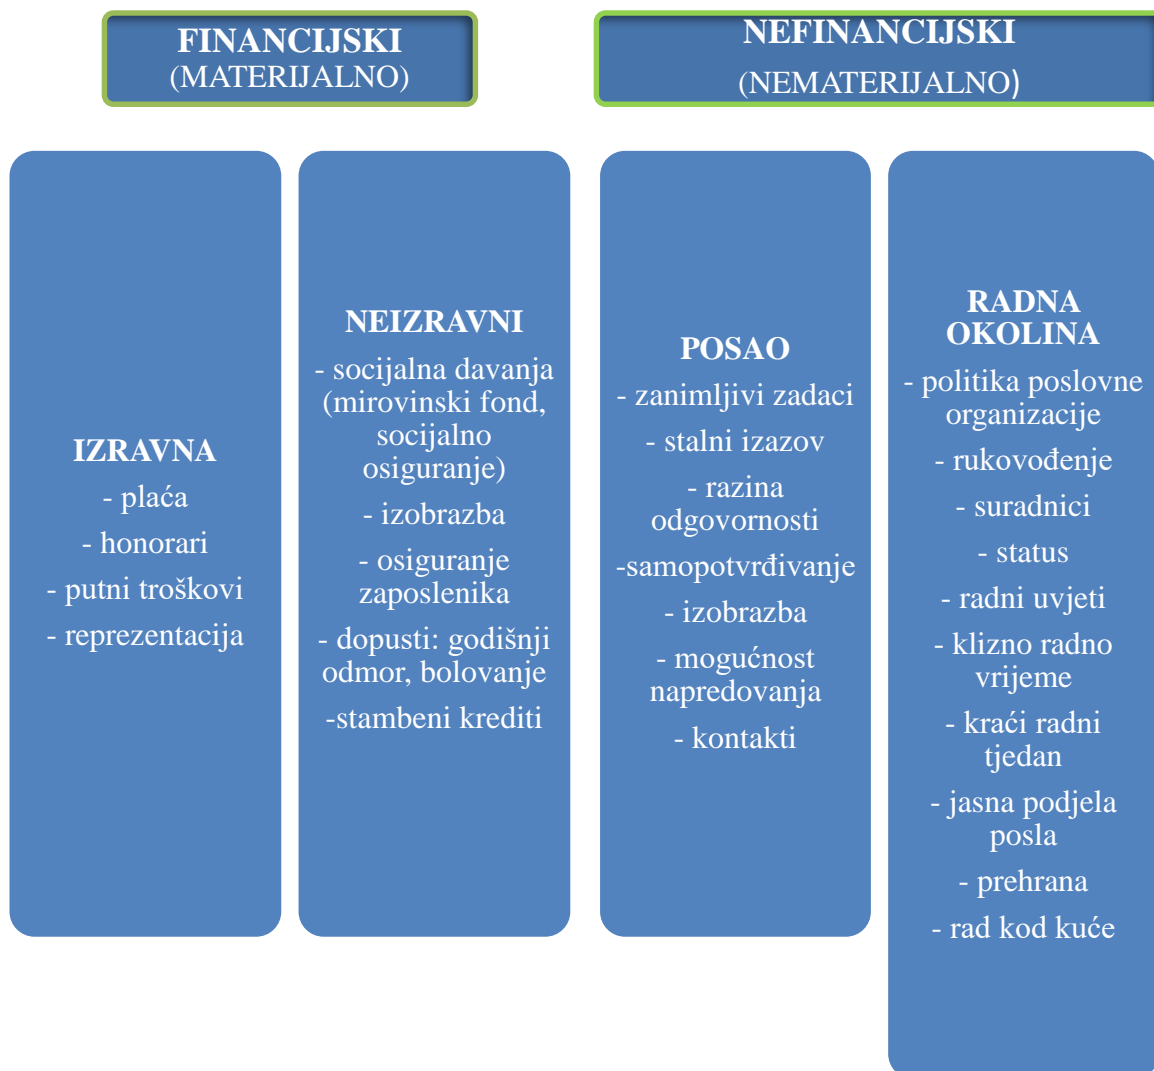 FINANCIJSKI
(MATERIJALNO)
NEFINANCIJSKI
(NEMATERIJALNO)
IZRAVNA
- plaća
- honorari
- putni troškovi
- reprezentacija
NEIZRAVNI
- socijalna davanja
(mirovinski fond,
socijalno
osiguranje)
- izobrazba
- osiguranje
zaposlenika
- dopusti: godišnji
odmor, bolovanje
-stambeni krediti
POSAO
- zanimljivi zadaci
- stalni izazov
- razina
odgovornosti
-samopotvrđivanje
- izobrazba
- mogućnost
napredovanja
- kontakti
RADNA
OKOLINA
- politika poslovne
organizacije
- rukovođenje
- suradnici
- status
- radni uvjeti
- klizno radno
vrijeme
- kraći radni
tjedan
- jasna podjela
posla
- prehrana
- rad kod kuće